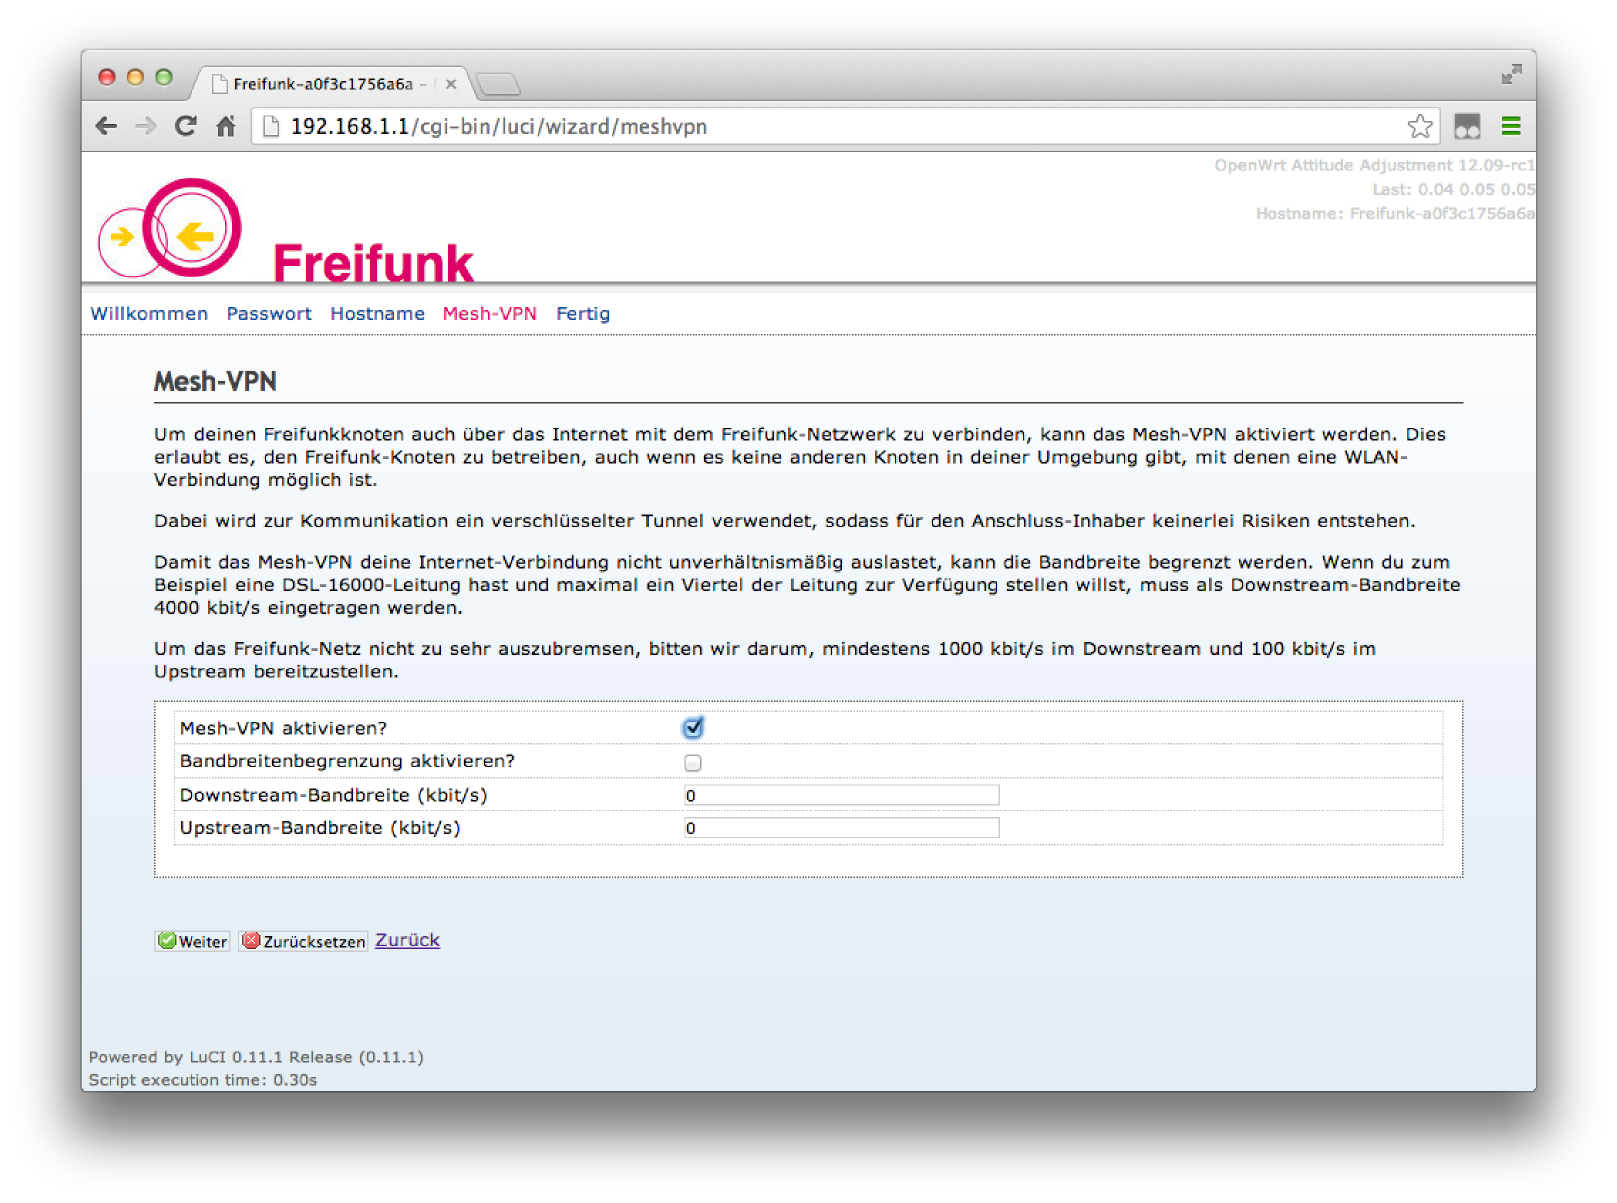 Freifunk-a0f3c1756a6a –
192.168.1.1/cgi-bin/luci/wizard/meshvpn
OpenWrt Attitude Adjustment 12.09-rc1
Last: 0.04 0.05 0.05
Hostname: Freifunk-a0f3c1756a6a
Freifunk
Willkommen Passwort Hostname Mesh-VPN Fertig
Mesh-VPN
Um deinen Freifunkknoten auch über das Internet mit dem Freifunk-Netzwerk zu verbinden, kann das Mesh-VPN aktiviert werden. Dies
erlaubt es, den Freifunk-Knoten zu betreiben, auch wenn es keine anderen Knoten in deiner Umgebung gibt, mit denen eine WLAN-
Verbindung möglich ist.
Dabei wird zur Kommunikation ein verschlüsselter Tunnel verwendet, sodass für den Anschluss-Inhaber keinerlei Risiken entstehen.
Damit das Mesh-VPN deine Internet-Verbindung nicht unverhältnismäßig auslastet, kann die Bandbreite begrenzt werden. Wenn du zum
Beispiel eine DSL-16000-Leitung hast und maximal ein Viertel der Leitung zur Verfügung stellen willst, muss als Downstream-Bandbreite
4000 kbit/s eingetragen werden.
Um das Freifunk-Netz nicht zu sehr auszubremsen, bitten wir darum, mindestens 1000 kbit/s im Downstream und 100 kbit/s im
Upstream bereitzustellen.
Mesh-VPN aktivieren?
Bandbreitenbegrenzung aktivieren?
Downstream-Bandbreite (kbit/s) 0
Upstream-Bandbreite (kbit/s) 0
Weiter Zurücksetzen Zurück
Powered by LuCI 0.11.1 Release (0.11.1)
Script execution time: 0.30s